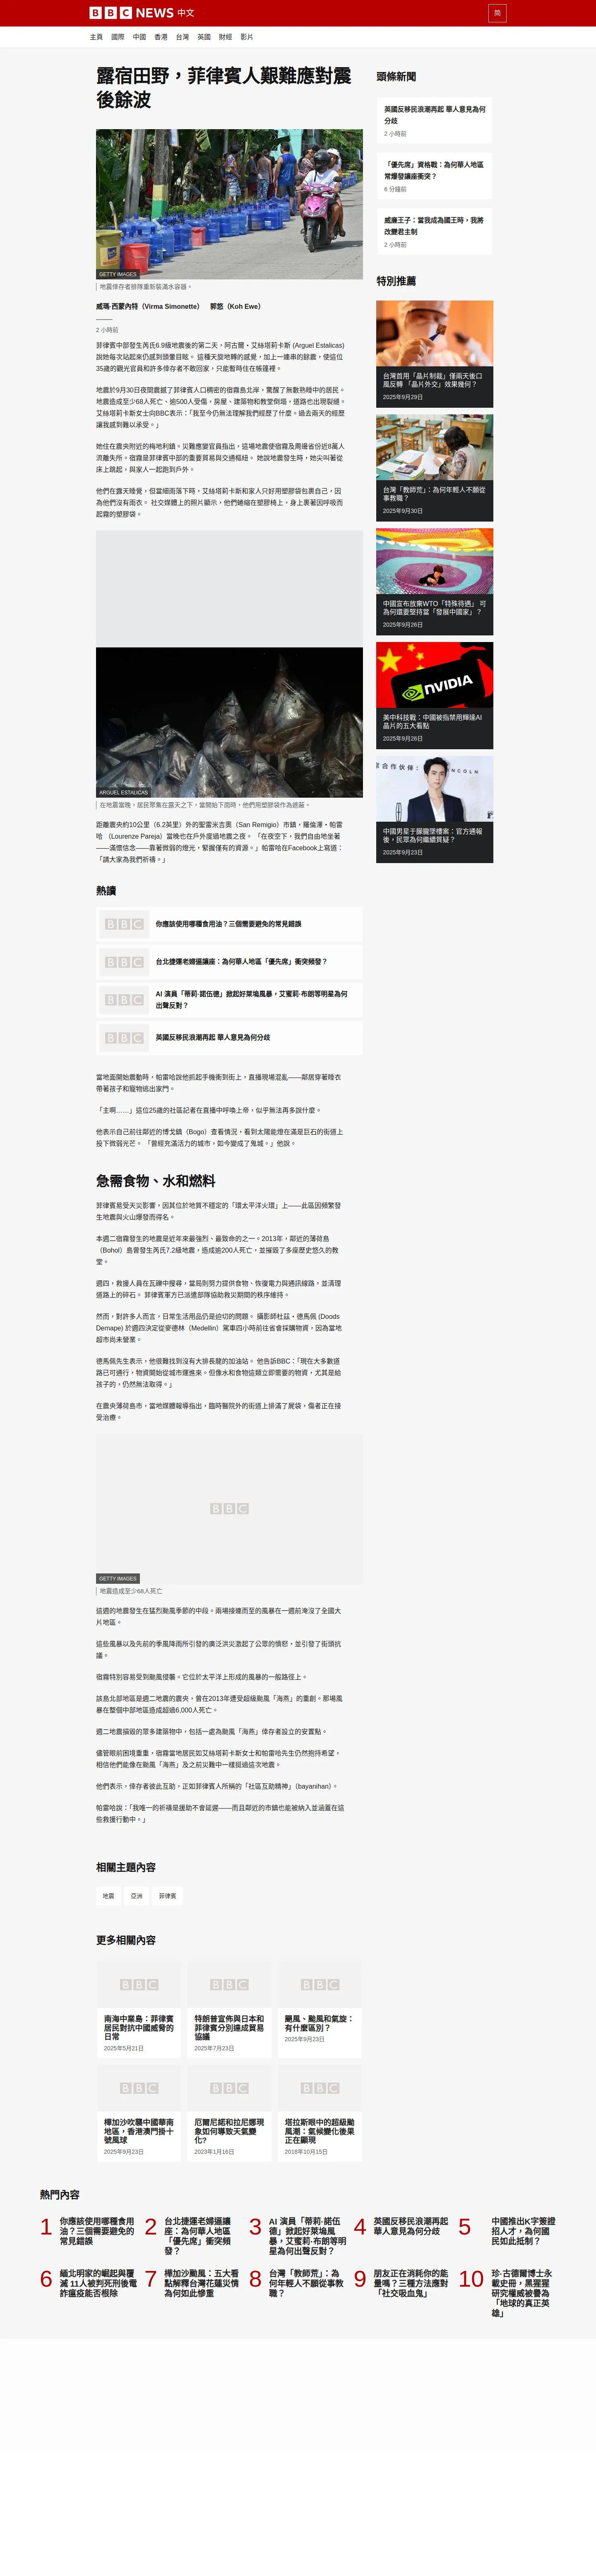 BBC NEWS 中文
简
主頁 國際 中國 香港 台灣 英國 財經 影片
露宿田野，菲律賓人艱難應對震
後餘波
GETTY IMAGES
地震倖存者排隊重新裝滿水容器。
威瑪·西蒙內特（Virma Simonette） 郭悠（Koh Ewe）
2 小時前
菲律賓中部發生芮氏6.9級地震後的第二天，阿古爾・艾絲塔莉卡斯 (Arguel Estalicas)
說她每次站起來仍感到頭暈目眩。 這種天旋地轉的感覺，加上一連串的餘震，使這位
35歲的觀光官員和許多倖存者不敢回家，只能暫時住在帳蓬裡。
地震於9月30日夜間震撼了菲律賓人口稠密的宿霧島北岸，驚醒了無數熟睡中的居民。
地震造成至少68人死亡、逾500人受傷，房屋、建築物和教堂倒塌，道路也出現裂縫。
艾絲塔莉卡斯女士向BBC表示：「我至今仍無法理解我們經歷了什麼。過去兩天的經歷
讓我感到難以承受。」
她住在震央附近的梅地利鎮。災難應變官員指出，這場地震使宿霧及周邊省份近8萬人
流離失所。宿霧是菲律賓中部的重要貿易與交通樞紐。 她說地震發生時，她尖叫著從
床上跳起，與家人一起跑到戶外。
他們在露天睡覺，但當細雨落下時，艾絲塔莉卡斯和家人只好用塑膠袋包裹自己，因
為他們沒有雨衣。 社交媒體上的照片顯示，他們蜷縮在塑膠椅上，身上裹著因呼吸而
起霧的塑膠袋。
ARGUEL ESTALICAS
在地震當晚，居民聚集在露天之下，當開始下雨時，他們用塑膠袋作為遮蔽。
距離震央約10公里（6.2英里）外的聖雷米吉奧（San Remigio）市鎮，羅倫澤・帕雷
哈 （Lourenze Pareja）當晚也在戶外度過地震之夜。 「在夜空下，我們自由地坐著
——滿懷信念——靠著微弱的燈光，緊握僅有的資源。」帕雷哈在Facebook上寫道：
「請大家為我們祈禱。」
熱讀
你應該使用哪種食用油？三個需要避免的常見錯誤
台北捷運老婦逼讓座：為何華人地區「優先席」衝突頻發？
AI 演員「蒂莉·諾伍德」掀起好萊塢風暴，艾蜜莉·布朗等明星為何
出聲反對？
英國反移民浪潮再起 華人意見為何分歧
當地面開始震動時，帕雷哈說他抓起手機衝到街上，直播現場混亂——鄰居穿著睡衣
帶著孩子和寵物逃出家門。
「主啊……」這位25歲的社區記者在直播中呼喚上帝，似乎無法再多說什麼。
他表示自己前往鄰近的博戈鎮（Bogo）查看情況，看到太陽能燈在滿是巨石的街道上
投下微弱光芒。 「曾經充滿活力的城市，如今變成了鬼城。」他說。
急需食物、水和燃料
菲律賓易受天災影響，因其位於地質不穩定的「環太平洋火環」上——此區因頻繁發
生地震與火山爆發而得名。
本週二宿霧發生的地震是近年來最強烈、最致命的之一。2013年，鄰近的薄荷島
（Bohol）島曾發生芮氏7.2級地震，造成逾200人死亡，並摧毀了多座歷史悠久的教
堂。
週四，救援人員在瓦礫中搜尋，當局則努力提供食物、恢復電力與通訊線路，並清理
道路上的碎石。 菲律賓軍方已派遣部隊協助救災期間的秩序維持。
然而，對許多人而言，日常生活用品仍是迫切的問題。 攝影師杜茲・德馬佩 (Doods
Demape) 於週四決定從麥德林（Medellin）駕車四小時前往省會採購物資，因為當地
超市尚未營業。
德馬佩先生表示，他很難找到沒有大排長龍的加油站。 他告訴BBC：「現在大多數道
路已可通行，物資開始從城市運進來。但像水和食物這類立即需要的物資，尤其是給
孩子的，仍然無法取得。」
在震央薄荷島市，當地媒體報導指出，臨時醫院外的街道上排滿了屍袋，傷者正在接
受治療。
BBC
GETTY IMAGES
地震造成至少68人死亡
這週的地震發生在猛烈颱風季節的中段。兩場接連而至的風暴在一週前淹沒了全國大
片地區。
這些風暴以及先前的季風降雨所引發的廣泛洪災激起了公眾的憤怒，並引發了街頭抗
議。
宿霧特別容易受到颱風侵襲。它位於太平洋上形成的風暴的一般路徑上。
該島北部地區是週二地震的震央，曾在2013年遭受超級颱風「海燕」的重創。那場風
暴在整個中部地區造成超過6,000人死亡。
週二地震損毀的眾多建築物中，包括一處為颱風「海燕」倖存者設立的安置點。
儘管眼前困境重重，宿霧當地居民如艾絲塔莉卡斯女士和帕雷哈先生仍然抱持希望，
相信他們能像在颱風「海燕」及之前災難中一樣挺過這次地震。
他們表示，倖存者彼此互助，正如菲律賓人所稱的「社區互助精神」（bayanihan）。
帕雷哈說：「我唯一的祈禱是援助不會延遲——而且鄰近的市鎮也能被納入並涵蓋在這
些救援行動中。」
相關主題內容
地震 亞洲 菲律賓
更多相關內容
南海中業島：菲律賓
居民對抗中國威脅的
日常
2025年5月21日
特朗普宣佈與日本和
菲律賓分別達成貿易
協議
2025年7月23日
颶風、颱風和氣旋：
有什麼區別？
2025年9月23日
樺加沙吹襲中國華南
地區，香港澳門掛十
號風球
2025年9月23日
厄爾尼諾和拉尼娜現
象如何導致天氣變
化?
2023年1月16日
塔拉斯眼中的超級颱
風潮：氣候變化後果
正在顯現
2018年10月15日
頭條新聞
英國反移民浪潮再起 華人意見為何
分歧
2 小時前
「優先席」資格戰：為何華人地區
常爆發讓座衝突？
6 分鐘前
威廉王子：當我成為國王時，我將
改變君主制
2 小時前
特別推薦
台灣首用「晶片制裁」僅兩天後口
風反轉 「晶片外交」效果幾何？
2025年9月29日
台灣「教師荒」：為何年輕人不願從
事教職？
2025年9月30日
中國宣布放棄WTO「特殊待遇」 可
為何還要堅持當「發展中國家」？
2025年9月26日
NVIDIA
美中科技戰：中國被指禁用輝達AI
晶片的五大看點
2025年9月26日
官合作伙伴： LINCOLN
中國男星于朦朧墜樓案：官方通報
後，民眾為何繼續質疑？
2025年9月23日
熱門內容
1 你應該使用哪種食用
油？三個需要避免的
常見錯誤
2 台北捷運老婦逼讓
座：為何華人地區
「優先席」衝突頻
發？
3 AI 演員「蒂莉·諾伍
德」掀起好萊塢風
暴，艾蜜莉·布朗等明
星為何出聲反對？
4 英國反移民浪潮再起
華人意見為何分歧
5 中國推出K字簽證
招人才，為何國
民如此抵制？
6 緬北明家的崛起與覆
滅 11人被判死刑後電
詐瘟疫能否根除
7 樺加沙颱風：五大看
點解釋台灣花蓮災情
為何如此慘重
8 台灣「教師荒」：為
何年輕人不願從事教
職？
9 朋友正在消耗你的能
量嗎？三種方法應對
「社交吸血鬼」
10 珍·古德爾博士永
載史冊，黑猩猩
研究權威被譽為
「地球的真正英
雄」